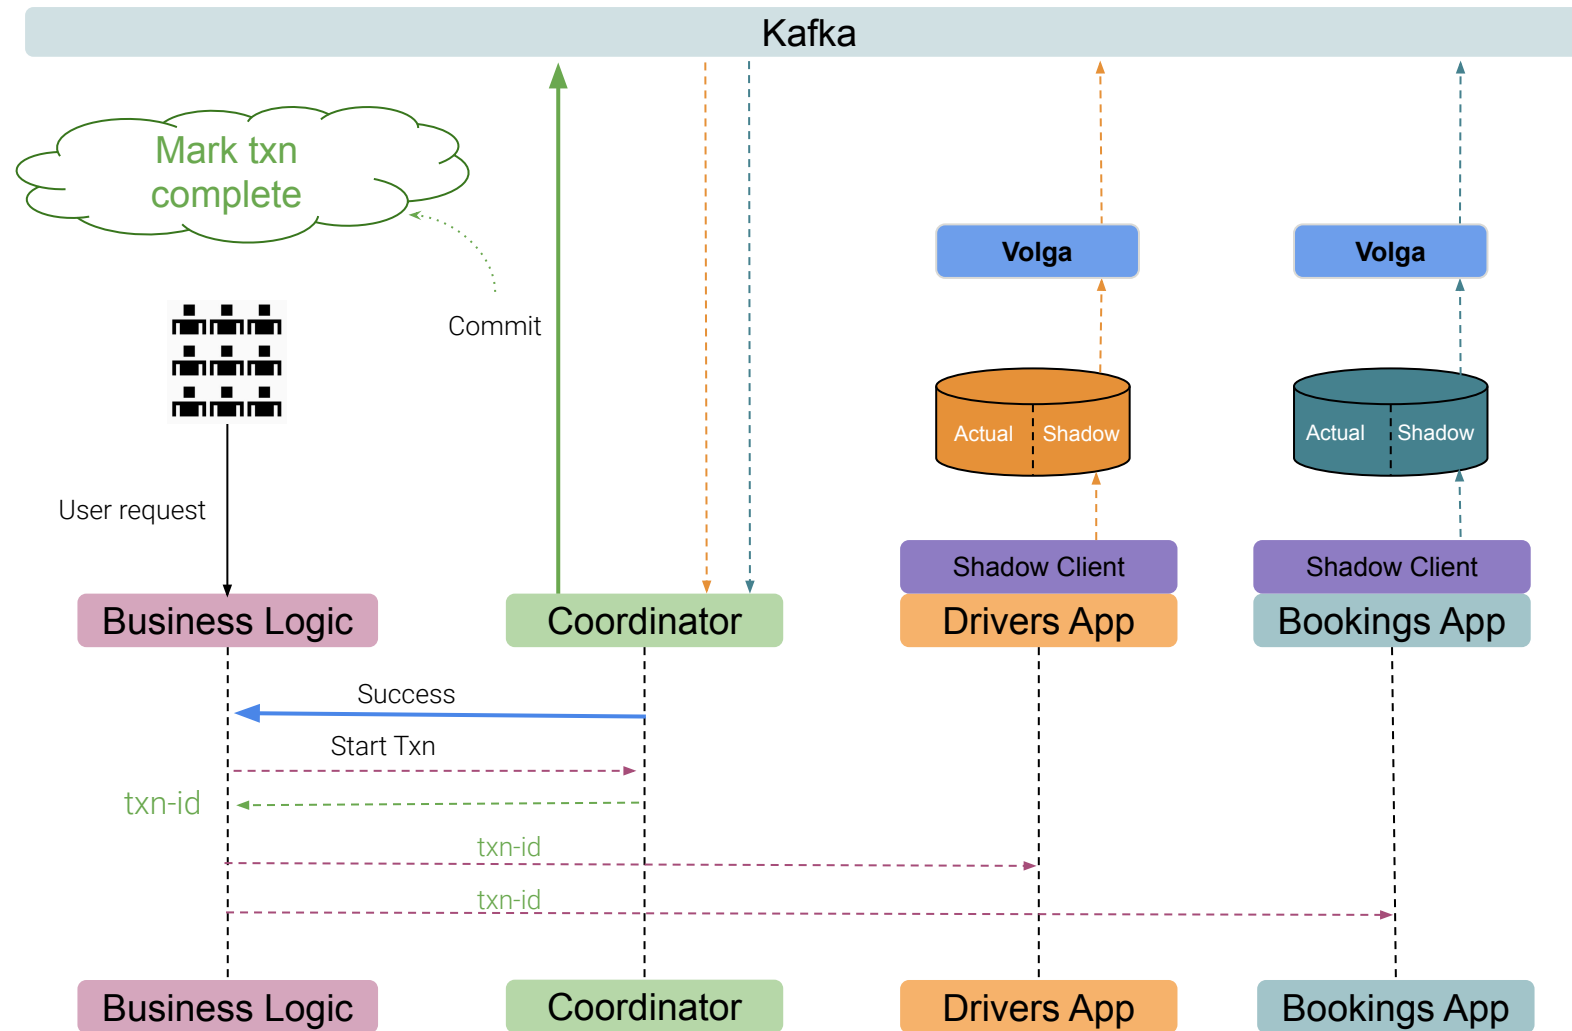 Kafka
Mark txn
complete
Volga
Volga
Commit
Actual
Shadow
Actual
Shadow
User request
Shadow Client
Shadow Client
Business Logic
Coordinator
Drivers App
Bookings App
Success
Start Txn
txn-id
txn-id
txn-id
Business Logic
Coordinator
Drivers App
Bookings App